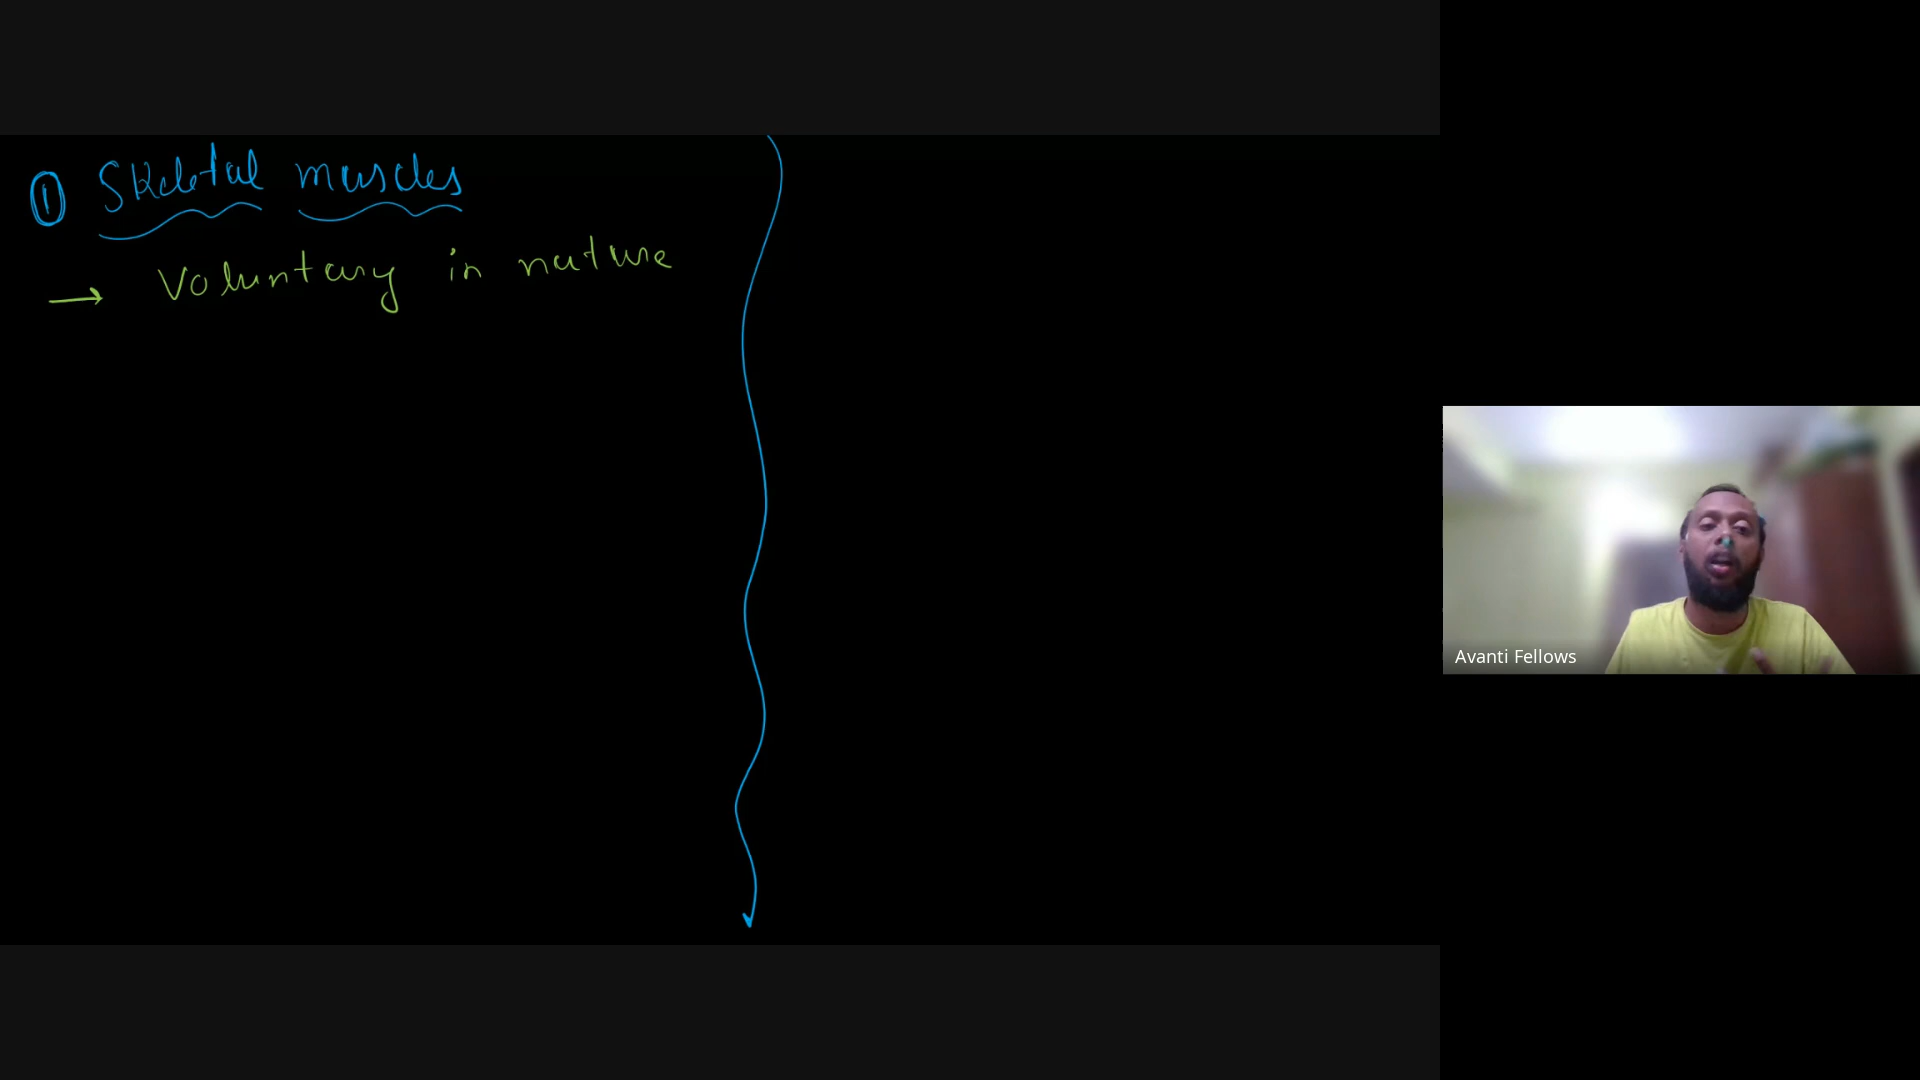 ① Skeletal muscles
→ Voluntary in nature
Avanti Fellows